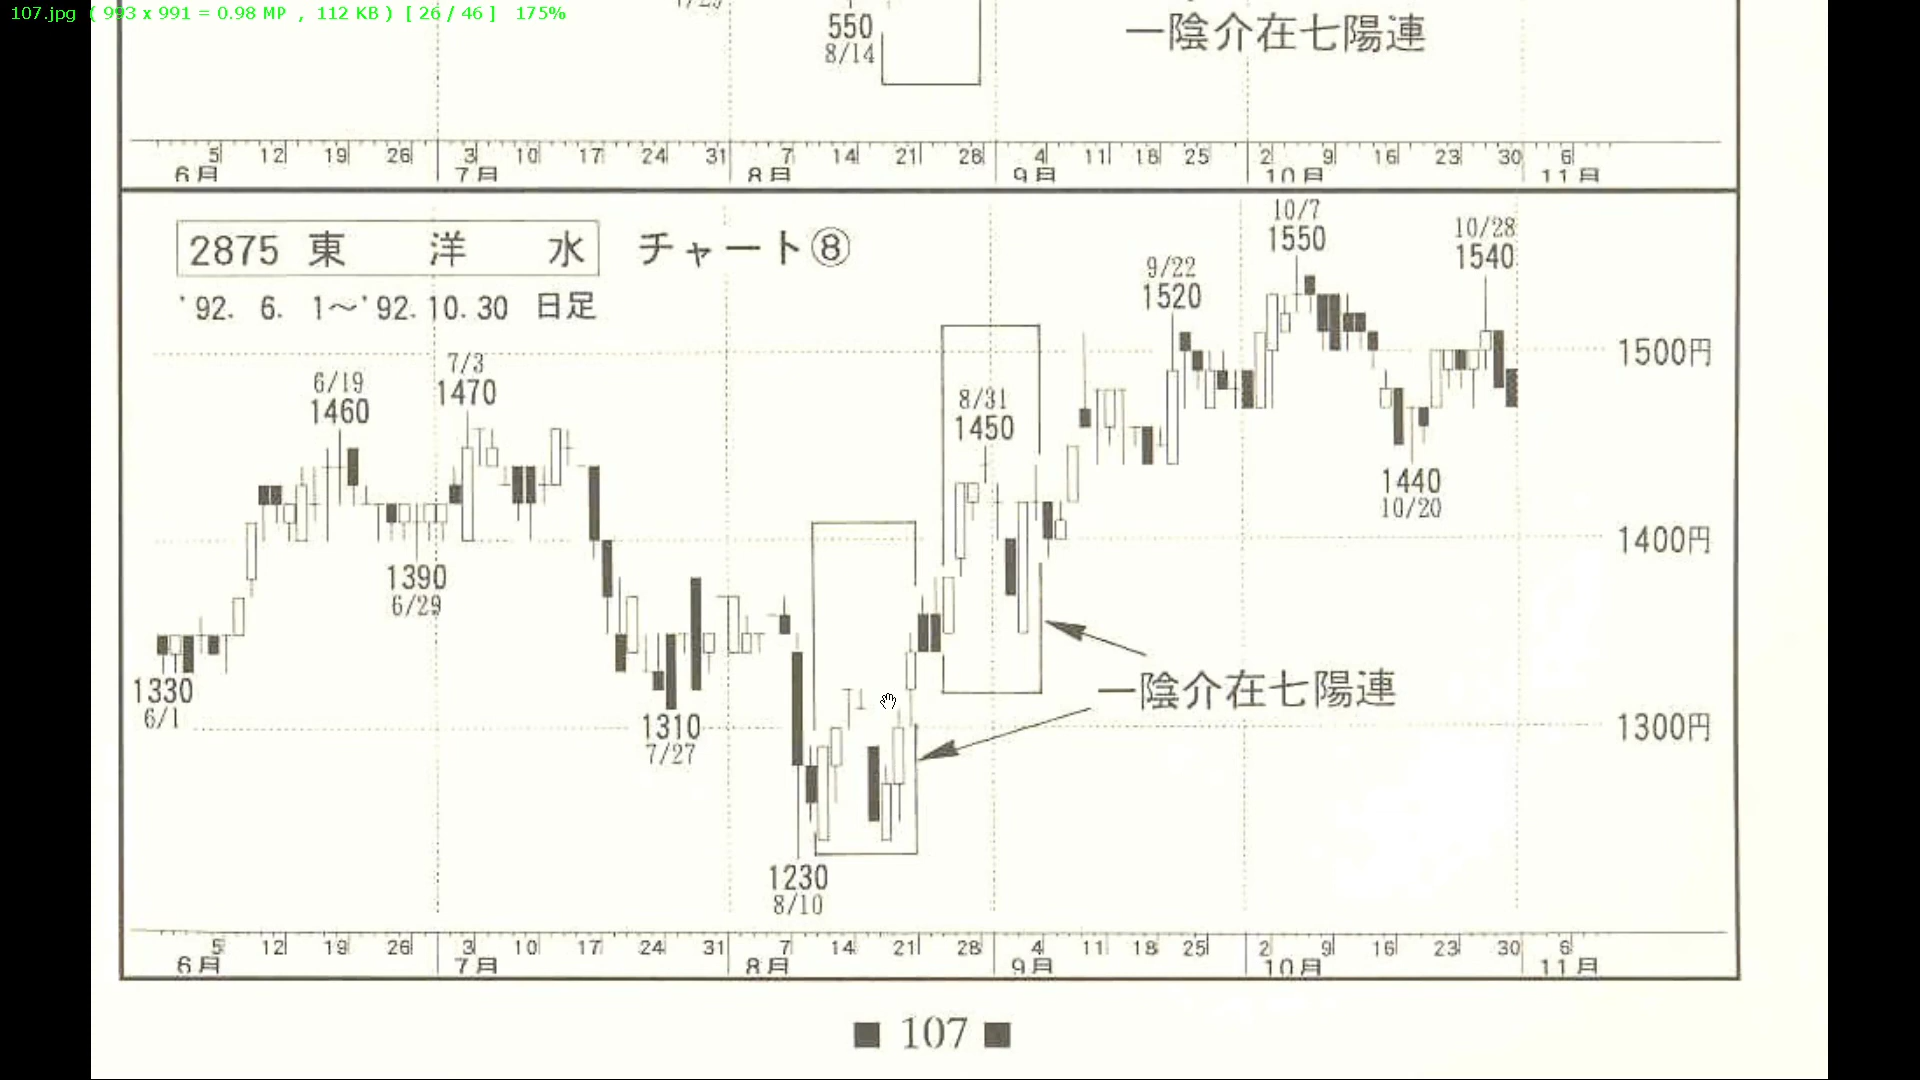 107.jpg ( 993 x 991 = 0.98 MP , 112 KB ) [ 26 / 46 ] 175%
550
8/14
一陰介在七陽連
5 12 19 26 3 10 17 24 31 7 14 21 28 4 11 18 25 2 9 16 23 30 6
6月 7月 8月 9月 10月 11月
2875 東洋水 チャート⑧
'92. 6. 1～'92. 10. 30 日足
10/7
1550
10/28
1540
9/22
1520
1500円
7/3
1470
6/19
1460
8/31
1450
1440
10/20
1400円
1390
6/29
一陰介在七陽連
1330
6/1
1310
7/27
1300円
1230
8/10
5 12 19 26 3 10 17 24 31 7 14 21 28 4 11 18 25 2 9 16 23 30 6
6月 7月 8月 9月 10月 11月
■ 107 ■